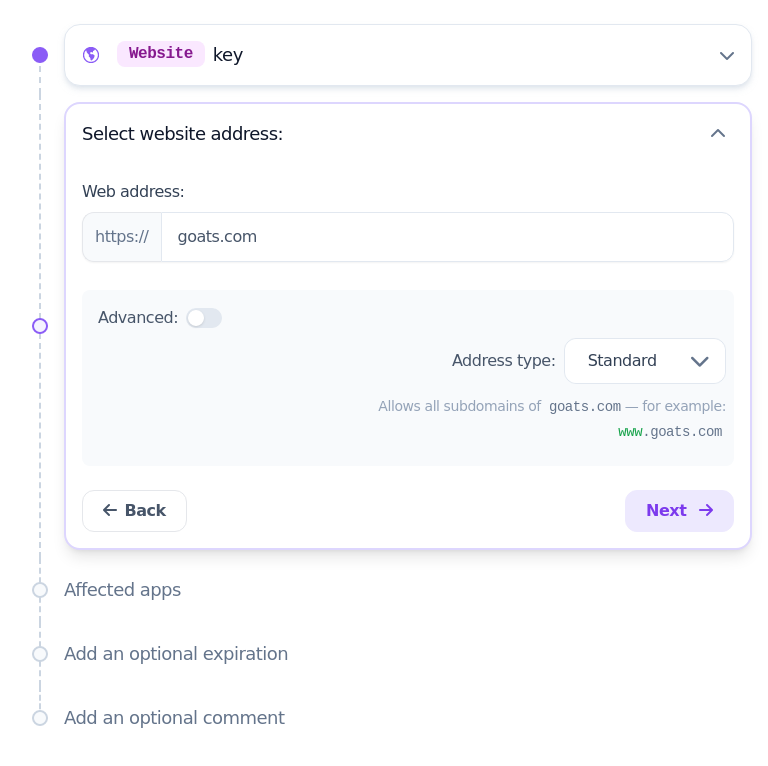 Website key
Select website address:
Web address:
https:// goats.com
Advanced:
Address type: Standard
Allows all subdomains of goats.com — for example:
www.goats.com
Back Next
Affected apps
Add an optional expiration
Add an optional comment